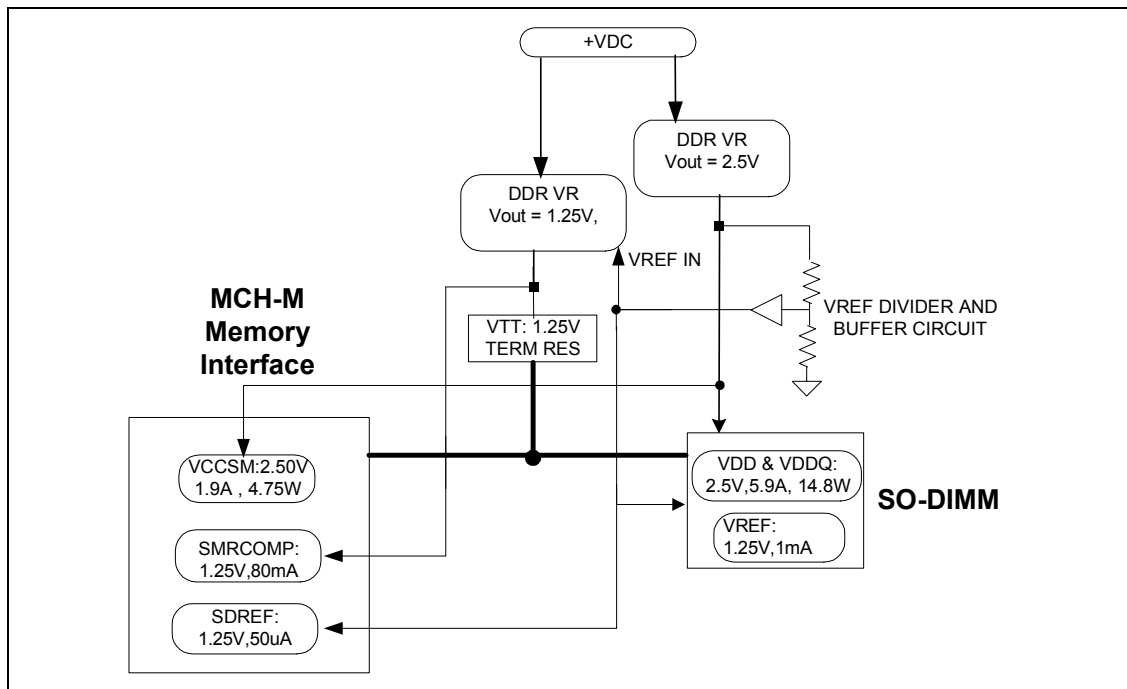 +VDC
DDR VR
Vout = 2.5V
DDR VR
Vout = 1.25V,
VREF IN
VREF DIVIDER AND
BUFFER CIRCUIT
MCH-M
Memory
Interface
VTT: 1.25V
TERM RES
VCCSM:2.50V
1.9A , 4.75W
VDD & VDDQ:
2.5V,5.9A, 14.8W
SO-DIMM
VREF:
1.25V,1mA
SMRCOMP:
1.25V,80mA
SDREF:
1.25V,50uA